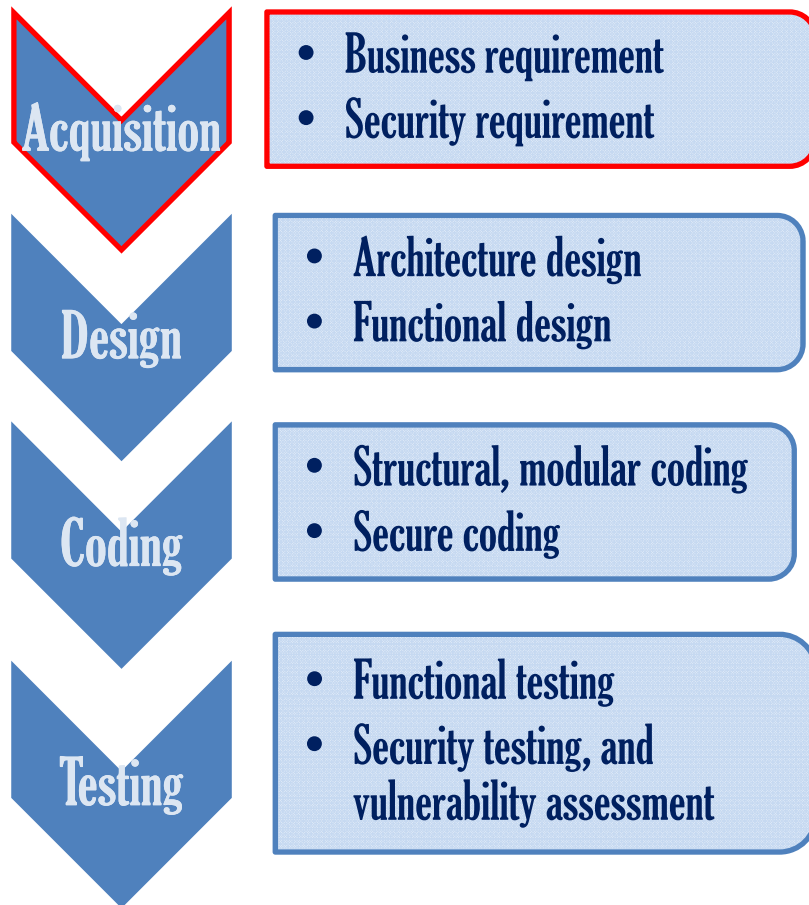 Acquisition
• Business requirement
• Security requirement
Design
• Architecture design
• Functional design
Coding
• Structural, modular coding
• Secure coding
Testing
• Functional testing
• Security testing, and
vulnerability assessment